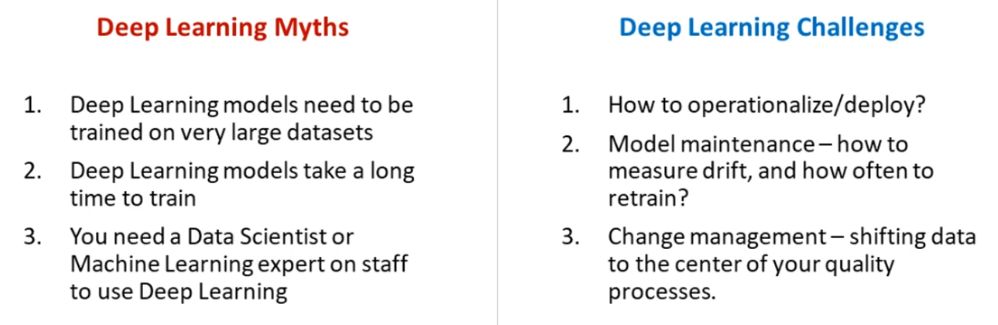 Deep Learning Myths
1. Deep Learning models need to be
trained on very large datasets
2. Deep Learning models take a long
time to train
3. You need a Data Scientist or
Machine Learning expert on staff
to use Deep Learning
Deep Learning Challenges
1. How to operationalize/deploy?
2. Model maintenance – how to
measure drift, and how often to
retrain?
3. Change management – shifting data
to the center of your quality
processes.